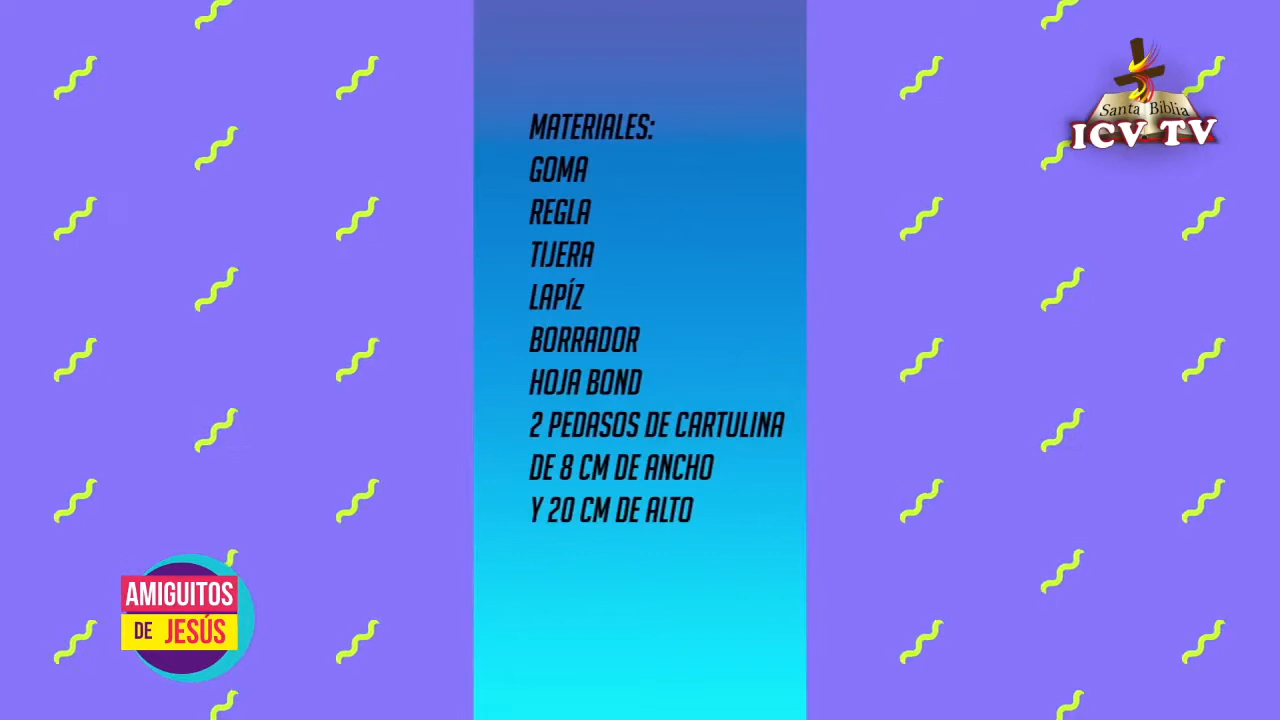 MATERIALES:
GOMA
REGLA
TIJERA
LAPÍZ
BORRADOR
HOJA BOND
2 PEDASOS DE CARTULINA
DE 8 CM DE ANCHO
Y 20 CM DE ALTO
Santa Biblia
ICV TV
AMIGUITOS
DE JESÚS